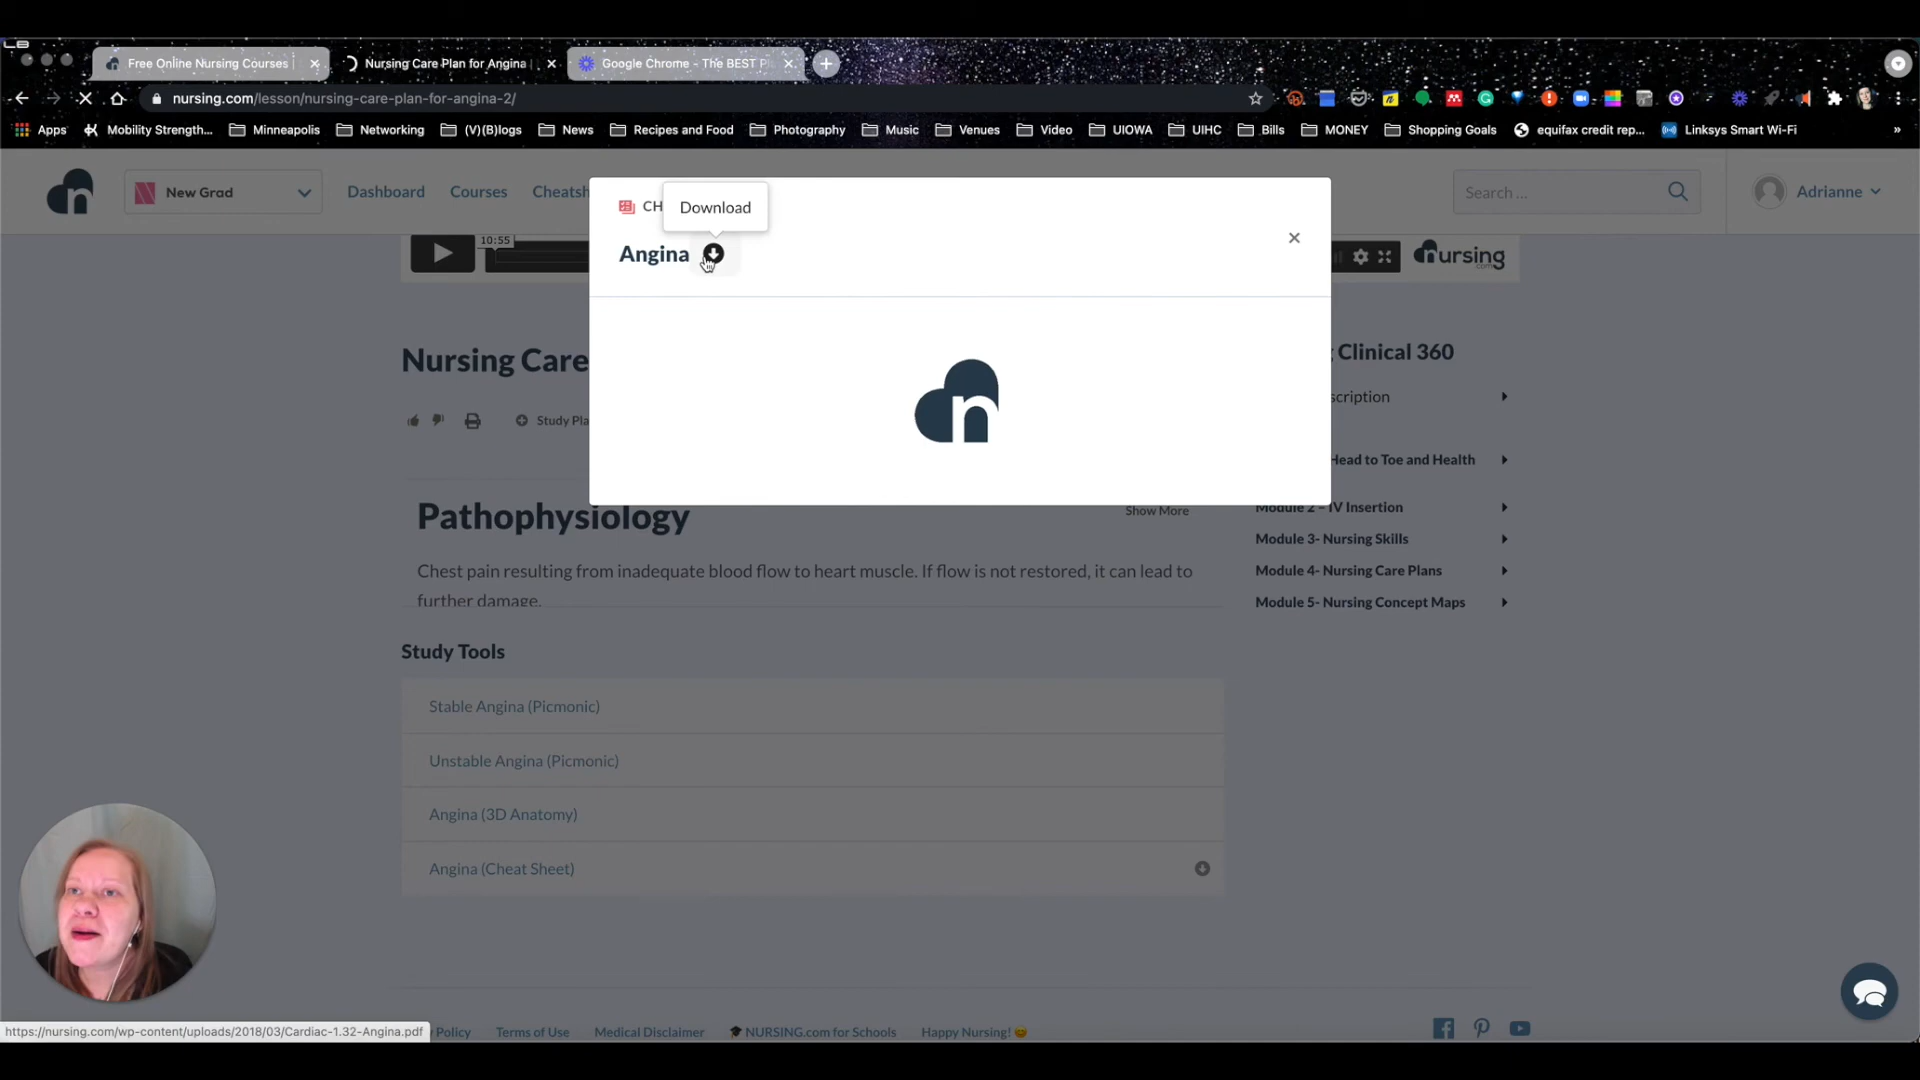 Free Online Nursing Courses
Nursing Care Plan for Angina
Google Chrome - The BEST Pl
nursing.com/lesson/nursing-care-plan-for-angina-2/
Apps
Mobility Strength...
Minneapolis
Networking
(V)(B)logs
News
Recipes and Food
Photography
Music
Venues
Video
UIOWA
UIHC
Bills
MONEY
Shopping Goals
equifax credit rep...
Linksys Smart Wi-Fi
»
n
New Grad
Dashboard
Courses
Cheatsh
Search ...
Adrianne
CH
Download
Angina
10:55
nursing
.com
n
Nursing Care
Study Pla
Clinical 360
scription
Head to Toe and Health
Module 2 – IV Insertion
Module 3- Nursing Skills
Module 4- Nursing Care Plans
Module 5- Nursing Concept Maps
Pathophysiology
Show More
Chest pain resulting from inadequate blood flow to heart muscle. If flow is not restored, it can lead to
further damage.
Study Tools
Stable Angina (Picmonic)
Unstable Angina (Picmonic)
Angina (3D Anatomy)
Angina (Cheat Sheet)
https://nursing.com/wp-content/uploads/2018/03/Cardiac-1.32-Angina.pdf
Policy
Terms of Use
Medical Disclaimer
🎓 NURSING.com for Schools
Happy Nursing! 😊